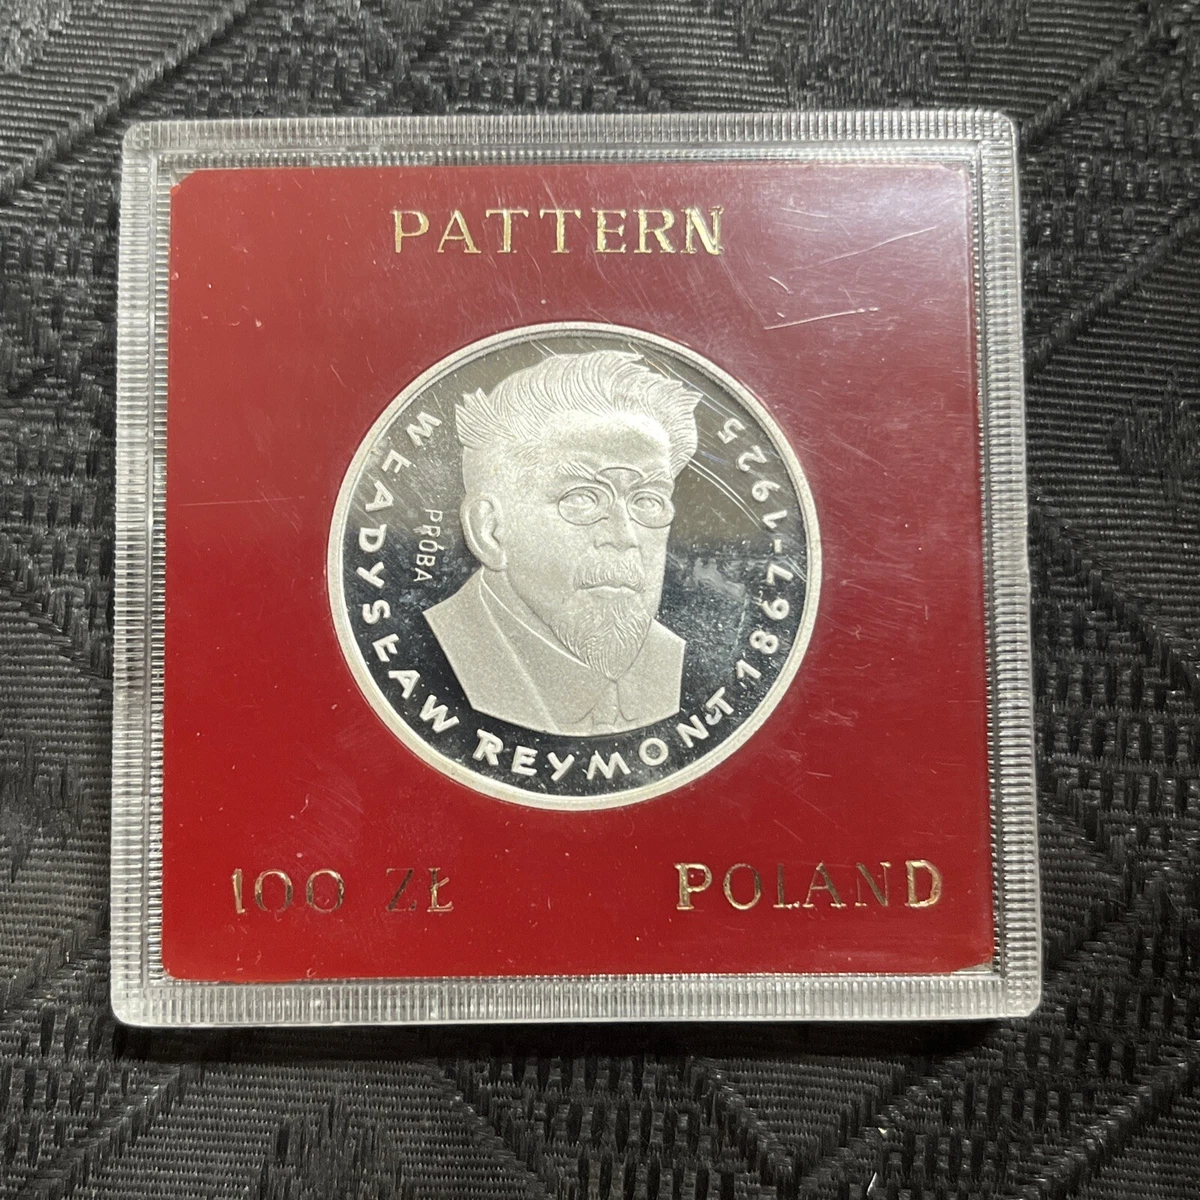 PATTERN
WŁADYSŁAW REYMONT 1867-1925
PRÓBA
100 ZŁ
POLAND